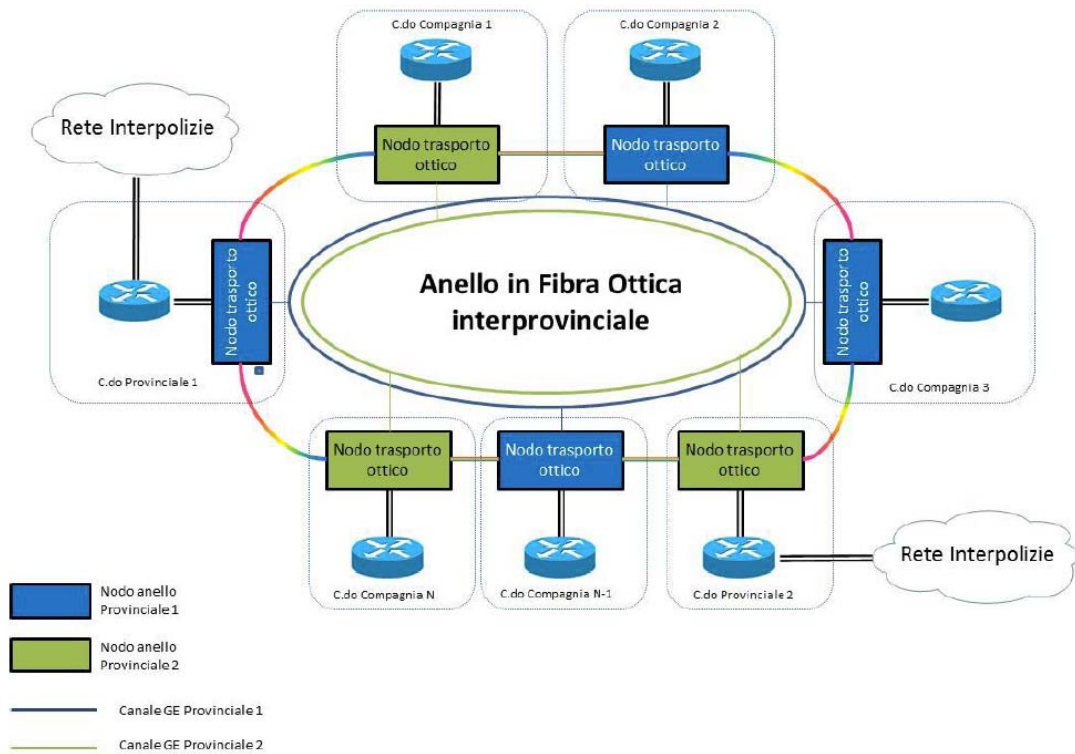 C.do Compagnia 1
C.do Compagnia 2
Rete Interpolizie
Nodo trasporto
ottico
Nodo trasporto
ottico
Nodo trasporto
ottico
Anello in Fibra Ottica
interprovinciale
Nodo trasporto
ottico
C.do Provinciale 1
C.do Compagnia 3
Nodo trasporto
ottico
Nodo trasporto
ottico
Nodo trasporto
ottico
Rete Interpolizie
C.do Compagnia N
C.do Compagnia N-1
C.do Provinciale 2
Nodo anello
Provinciale 1
Nodo anello
Provinciale 2
Canale GE Provinciale 1
Canale GE Provinciale 2